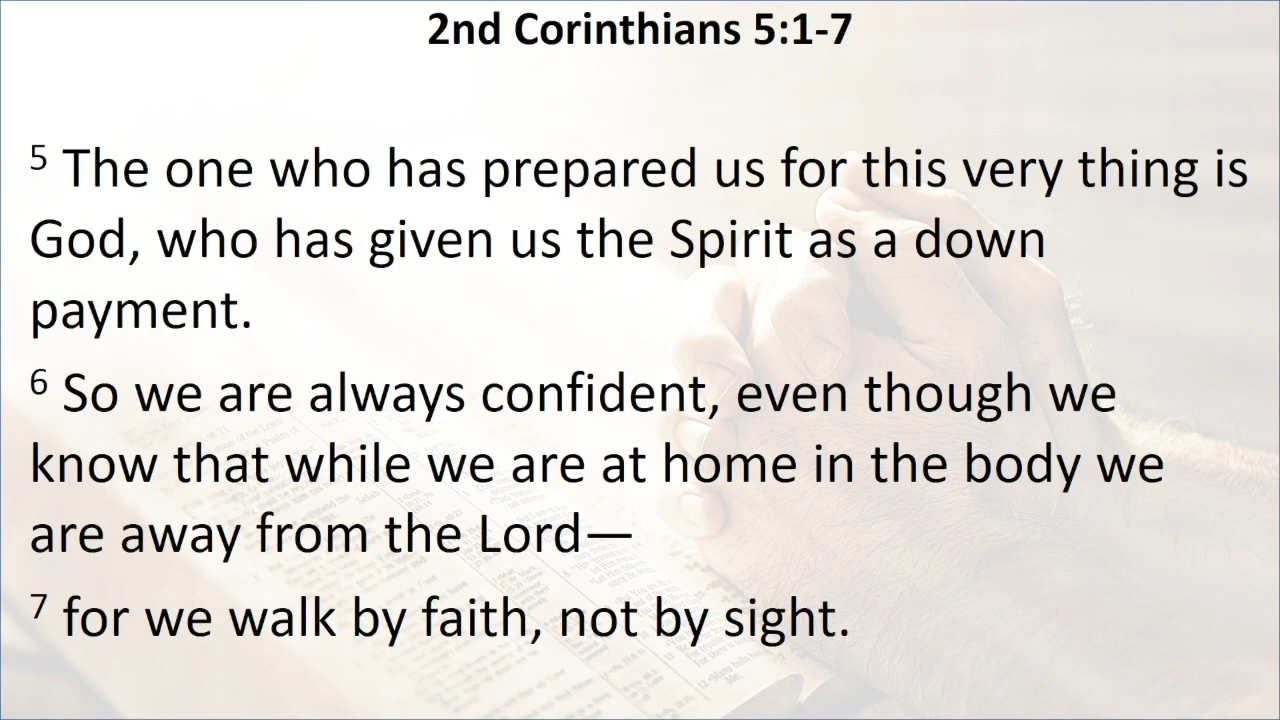 2nd Corinthians 5:1-7
5 The one who has prepared us for this very thing is
God, who has given us the Spirit as a down
payment.
6 So we are always confident, even though we
know that while we are at home in the body we
are away from the Lord—
7 for we walk by faith, not by sight.